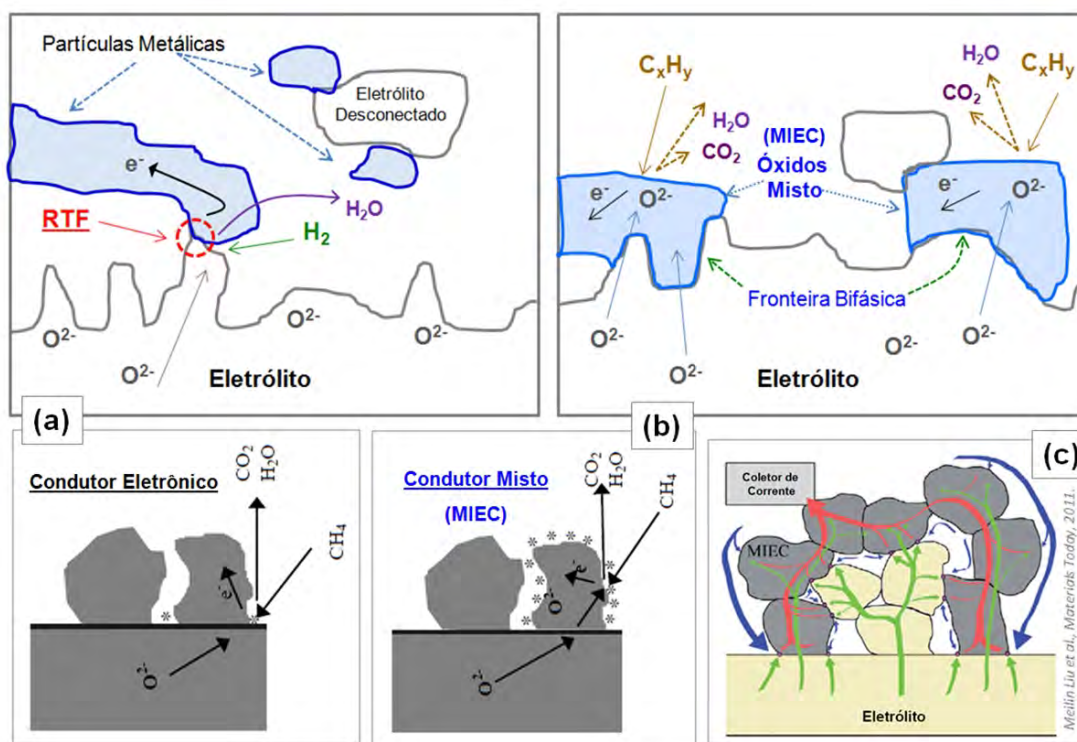 Partículas Metálicas
Eletrólito
Desconectado
e-
RTF
H₂O
H₂
O²⁻
O²⁻
O²⁻
O²⁻
Eletrólito
(a)
CₓHᵧ
H₂O
CO₂
(MIEC)
Óxidos
Misto
e-
O²⁻
H₂O
CO₂
CₓHᵧ
e-
O²⁻
Fronteira Bifásica
O²⁻
O²⁻
O²⁻
O²⁻
Eletrólito
(b)
Condutor Eletrônico
CO₂
H₂O
CH₄
e-
*
*
O²⁻
Condutor Misto
(MIEC)
CO₂
H₂O
CH₄
e-
O²⁻
O²⁻
(c)
Coletor de
Corrente
MIEC
Eletrólito
Meilin Liu et al., Materials Today, 2011.